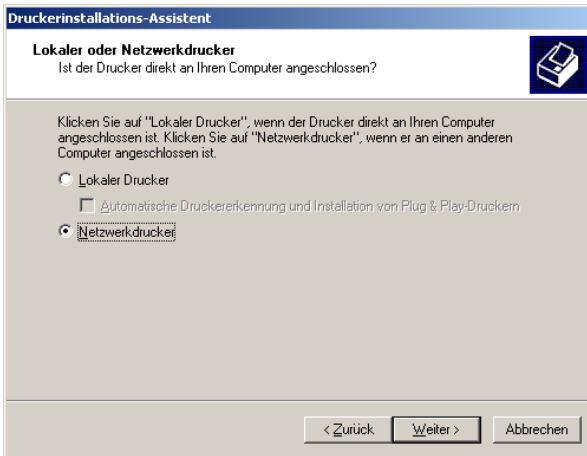 Druckerinstallations-Assistent
Lokaler oder Netzwerkdrucker
Ist der Drucker direkt an Ihren Computer angeschlossen?
Klicken Sie auf "Lokaler Drucker", wenn der Drucker direkt an Ihren Computer
angeschlossen ist. Klicken Sie auf "Netzwerkdrucker", wenn er an einen anderen
Computer angeschlossen ist.
Lokaler Drucker
Automatische Druckererkennung und Installation von Plug & Play-Druckern
Netzwerkdrucker
< Zurück Weiter > Abbrechen